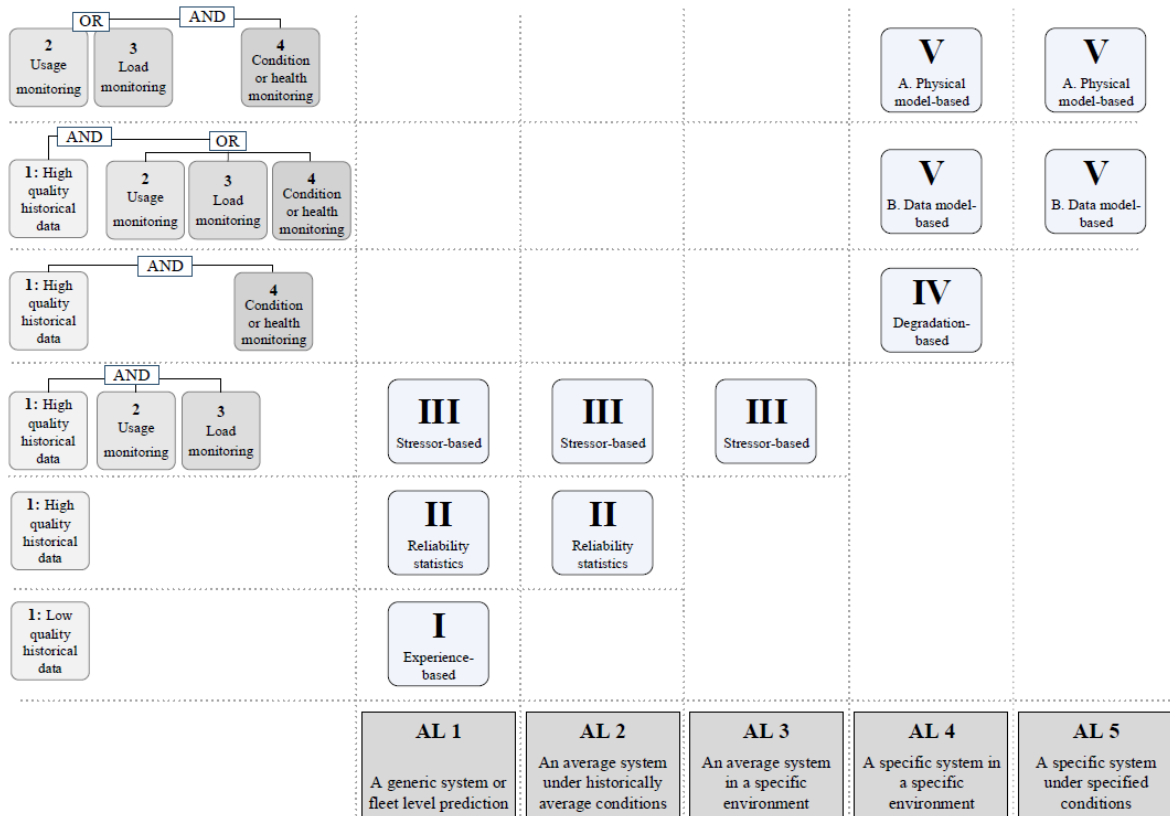 OR
AND
2
Usage
monitoring
3
Load
monitoring
4
Condition
or health
monitoring
V
A. Physical
model-based
V
A. Physical
model-based
AND
OR
1: High
quality
historical
data
2
Usage
monitoring
3
Load
monitoring
4
Condition
or health
monitoring
V
B. Data model-
based
V
B. Data model-
based
AND
1: High
quality
historical
data
4
Condition
or health
monitoring
IV
Degradation-
based
AND
1: High
quality
historical
data
2
Usage
monitoring
3
Load
monitoring
III
Stressor-based
III
Stressor-based
III
Stressor-based
1: High
quality
historical
data
II
Reliability
statistics
II
Reliability
statistics
1: Low
quality
historical
data
I
Experience-
based
AL 1
A generic system or
fleet level prediction
AL 2
An average system
under historically
average conditions
AL 3
An average system
in a specific
environment
AL 4
A specific system in
a specific
environment
AL 5
A specific system
under specified
conditions